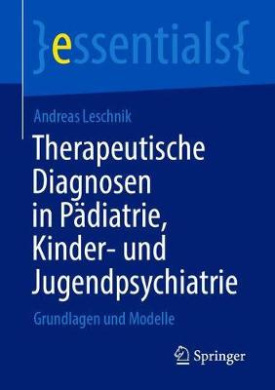 }essentials{
Andreas Leschnik
Therapeutische
Diagnosen
in Pädiatrie,
Kinder- und
Jugendpsychiatrie
Grundlagen und Modelle
Springer